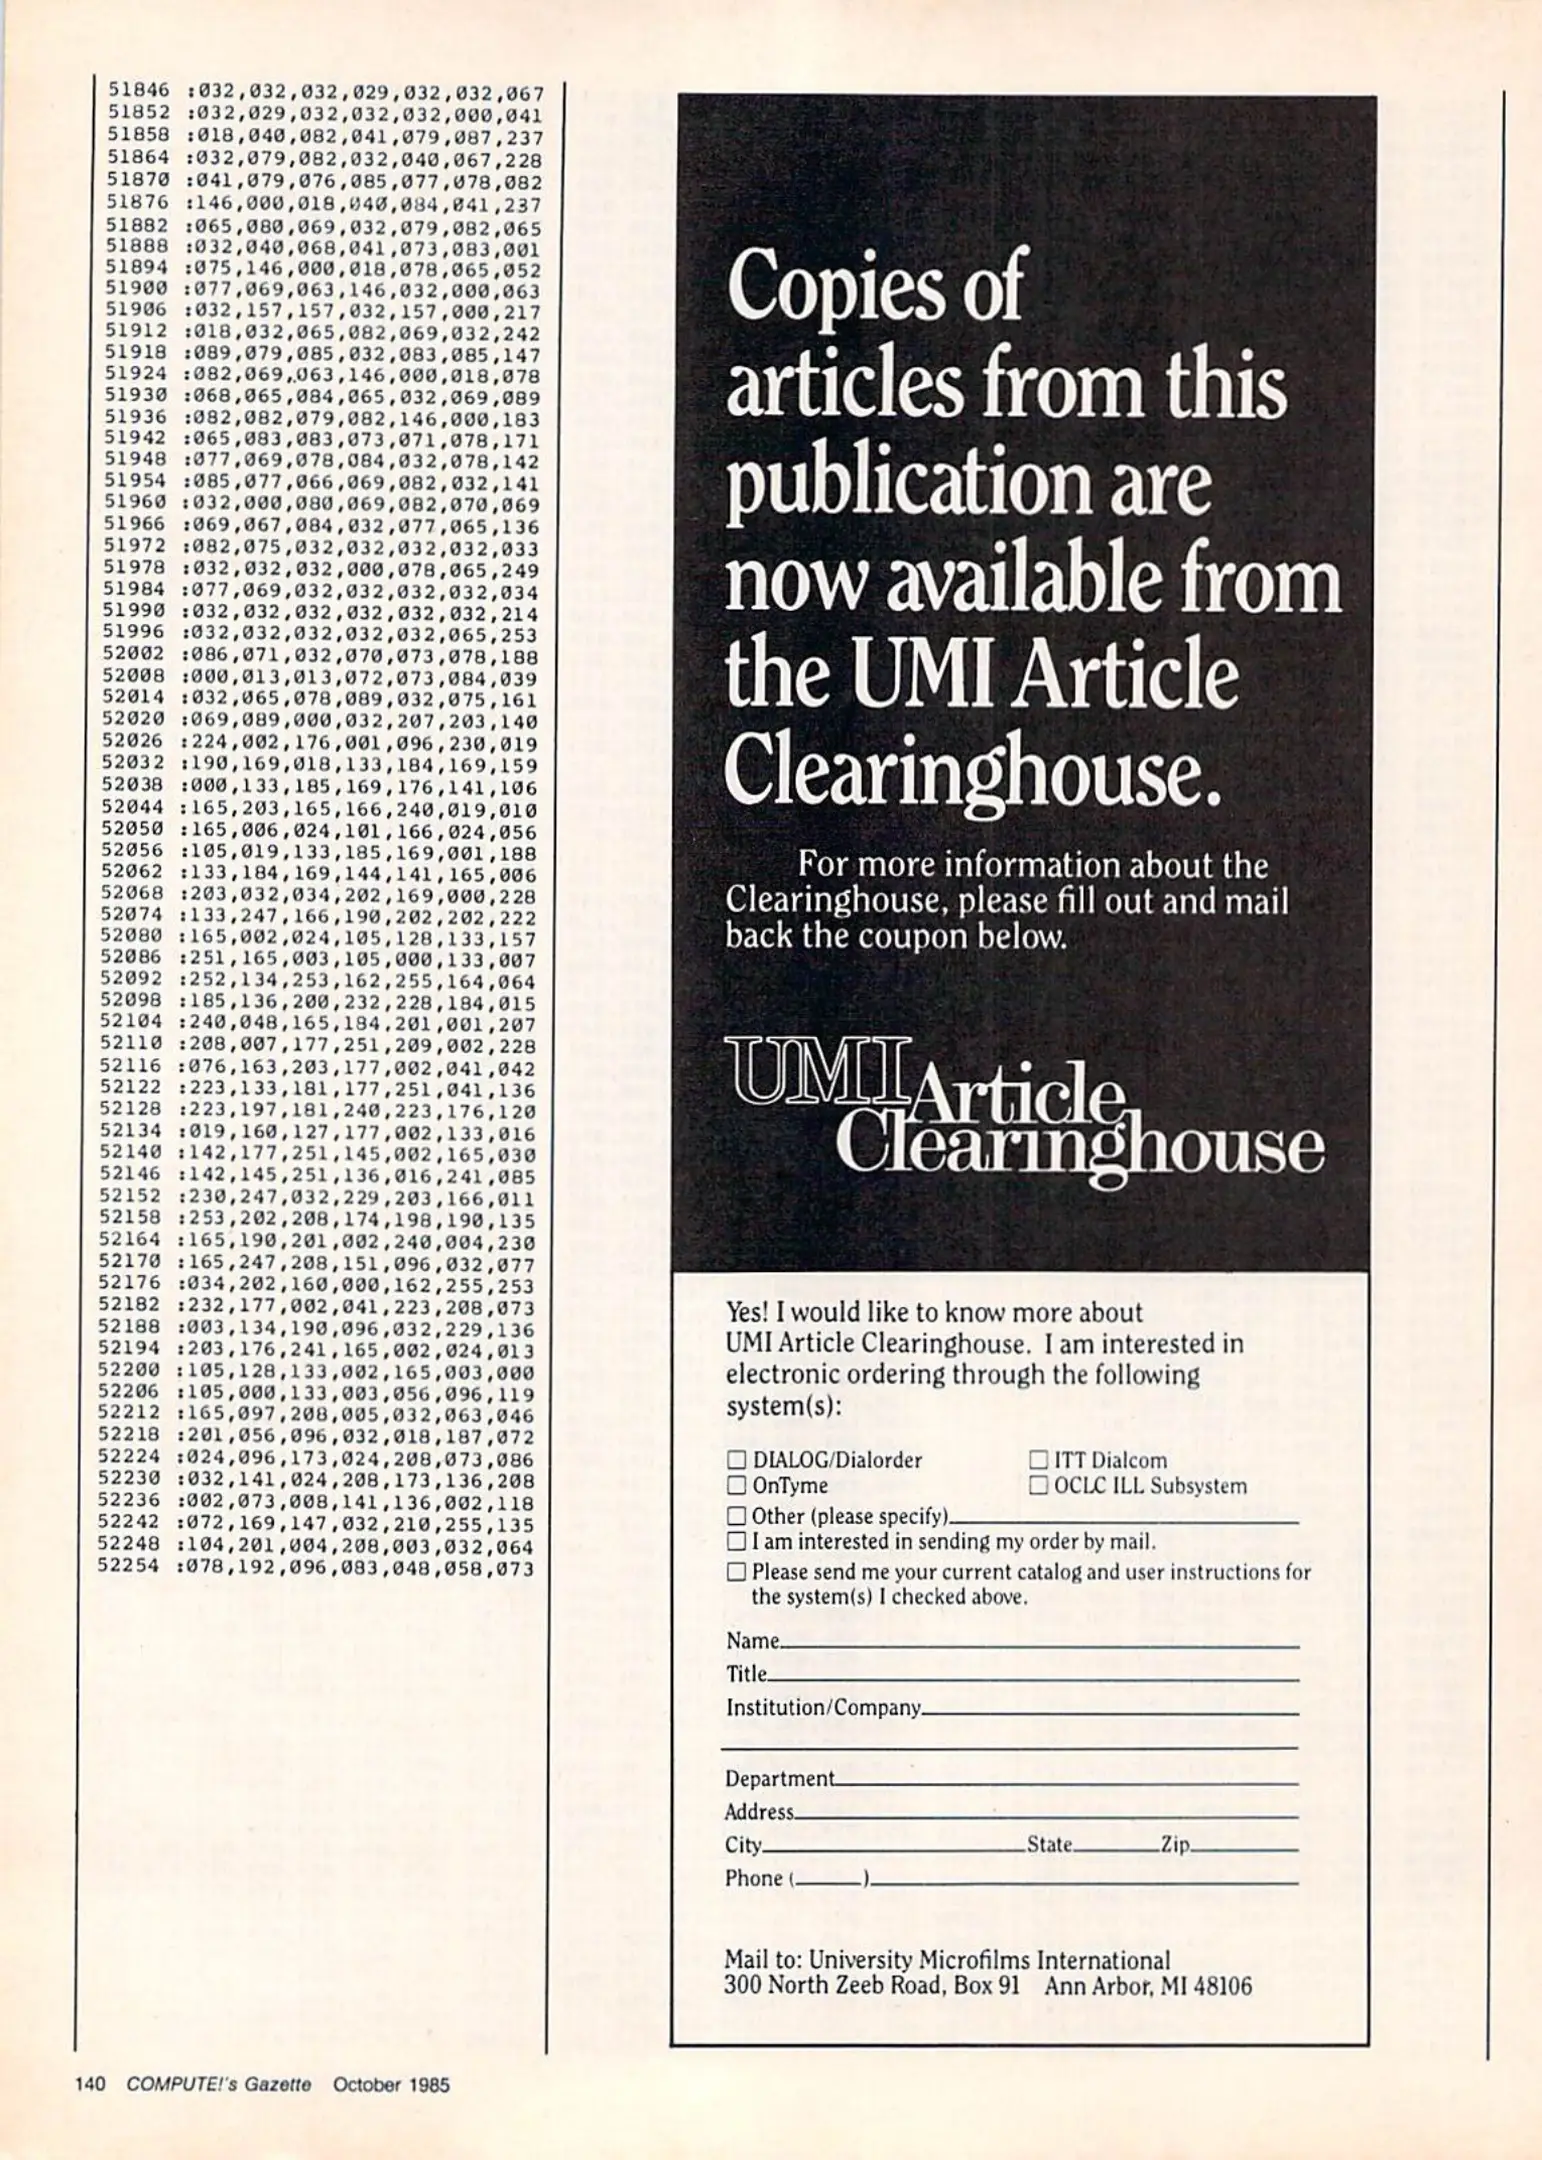 51846 :032,032,032,029,032,032,067
51852 :032,029,032,032,032,000,041
51858 :018,040,082,041,079,087,237
51864 :032,079,082,032,040,067,228
51870 :041,079,076,085,077,078,082
51876 :146,000,018,040,084,041,237
51882 :065,080,069,032,079,082,065
51888 :032,040,068,041,073,083,001
51894 :075,146,000,018,078,065,052
51900 :077,069,063,146,032,000,063
51906 :032,157,157,032,157,000,217
51912 :018,032,065,082,069,032,242
51918 :089,079,085,032,083,085,147
51924 :082,069,063,146,000,018,078
51930 :068,065,084,065,032,069,089
51936 :082,082,079,082,146,000,183
51942 :065,083,083,073,071,078,171
51948 :077,069,078,084,032,078,142
51954 :085,077,066,069,082,032,141
51960 :032,000,080,069,082,070,069
51966 :069,067,084,032,077,065,136
51972 :082,075,032,032,032,032,033
51978 :032,032,032,000,078,065,249
51984 :077,069,032,032,032,032,034
51990 :032,032,032,032,032,032,214
51996 :032,032,032,032,032,065,253
52002 :086,071,032,070,073,078,188
52008 :000,013,013,072,073,084,039
52014 :032,065,078,089,032,075,161
52020 :069,089,000,032,207,203,140
52026 :224,002,176,001,096,230,019
52032 :190,169,018,133,184,169,159
52038 :000,133,185,169,176,141,106
52044 :165,203,165,166,240,019,010
52050 :165,006,024,101,166,024,056
52056 :105,019,133,185,169,001,188
52062 :133,184,169,144,141,165,006
52068 :203,032,034,202,169,000,228
52074 :133,247,166,190,202,202,222
52080 :165,002,024,105,128,133,157
52086 :251,165,003,105,000,133,007
52092 :252,134,253,162,255,164,064
52098 :185,136,200,232,228,184,015
52104 :240,048,165,184,201,001,207
52110 :208,007,177,251,209,002,228
52116 :076,163,203,177,002,041,042
52122 :223,133,181,177,251,041,136
52128 :223,197,181,240,223,176,120
52134 :019,160,127,177,002,133,016
52140 :142,177,251,145,002,165,030
52146 :142,145,251,136,016,241,085
52152 :230,247,032,229,203,166,011
52158 :253,202,208,174,198,190,135
52164 :165,190,201,002,240,004,230
52170 :165,247,208,151,096,032,077
52176 :034,202,160,000,162,255,253
52182 :232,177,002,041,223,208,073
52188 :003,134,190,096,032,229,136
52194 :203,176,241,165,002,024,013
52200 :105,128,133,002,165,003,000
52206 :105,000,133,003,056,096,119
52212 :165,097,208,005,032,063,046
52218 :201,056,096,032,018,187,072
52224 :024,096,173,024,208,073,086
52230 :032,141,024,208,173,136,208
52236 :002,073,008,141,136,002,118
52242 :072,169,147,032,210,255,135
52248 :104,201,004,208,003,032,064
52254 :078,192,096,083,048,058,073
Copies of
articles from this
publication are
now available from
the UMI Article
Clearinghouse.
For more information about the
Clearinghouse, please fill out and mail
back the coupon below.
UMI Article
Clearinghouse
Yes! I would like to know more about
UMI Article Clearinghouse. I am interested in
electronic ordering through the following
system(s):
☐ DIALOG/Dialorder ☐ ITT Dialcom
☐ OnTyme ☐ OCLC ILL Subsystem
☐ Other (please specify)
☐ I am interested in sending my order by mail.
☐ Please send me your current catalog and user instructions for
the system(s) I checked above.
Name
Title
Institution/Company
Department
Address
City State Zip
Phone ( )
Mail to: University Microfilms International
300 North Zeeb Road, Box 91 Ann Arbor, MI 48106
140 COMPUTE!'s Gazette October 1985